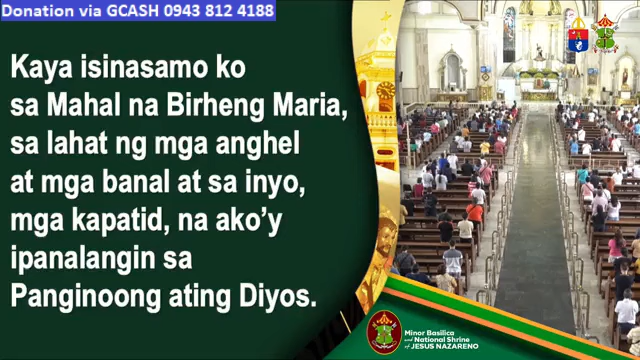 Donation via GCASH 0943 812 4188
Kaya isinasamo ko
sa Mahal na Birheng Maria,
sa lahat ng mga anghel
at mga banal at sa inyo,
mga kapatid, na ako’y
ipanalangin sa
Panginoong ating Diyos.
Minor Basilica
and National Shrine
of JESUS NAZARENO